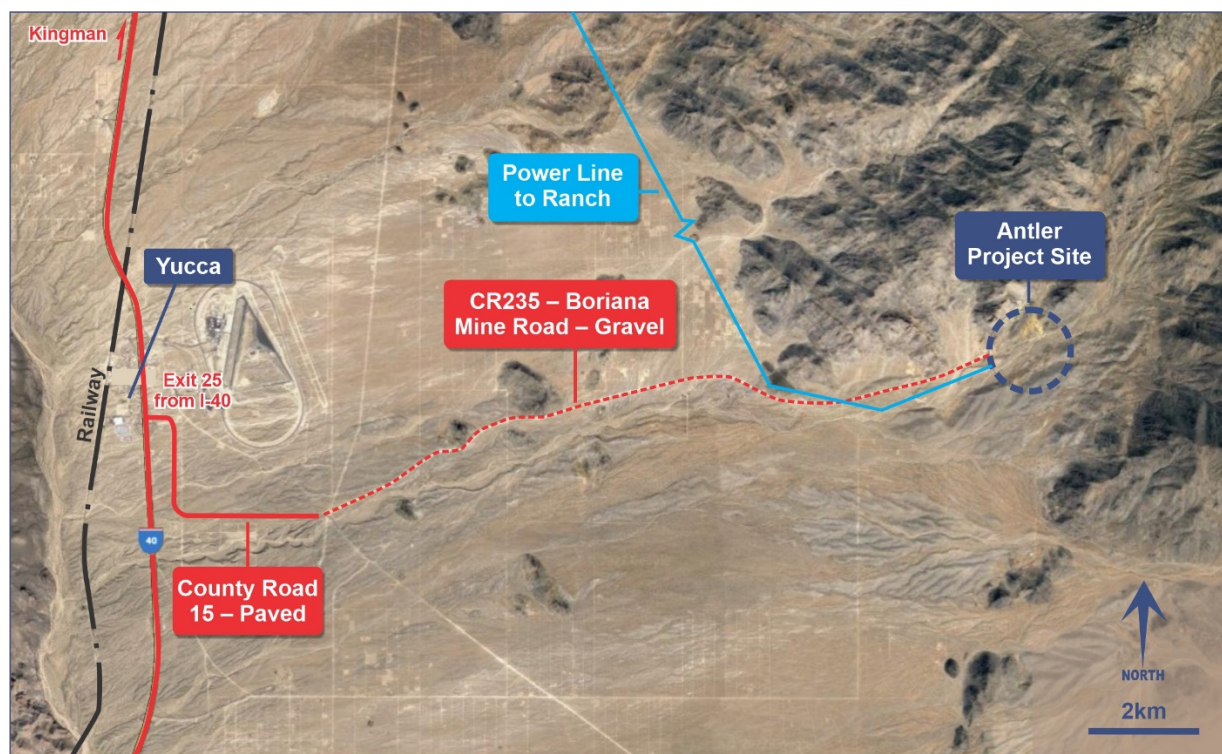 Kingman
Power Line
to Ranch
Antler
Project Site
Yucca
CR235 – Boriana
Mine Road – Gravel
Exit 25
from I-40
Railway
40
County Road
15 – Paved
NORTH
2km